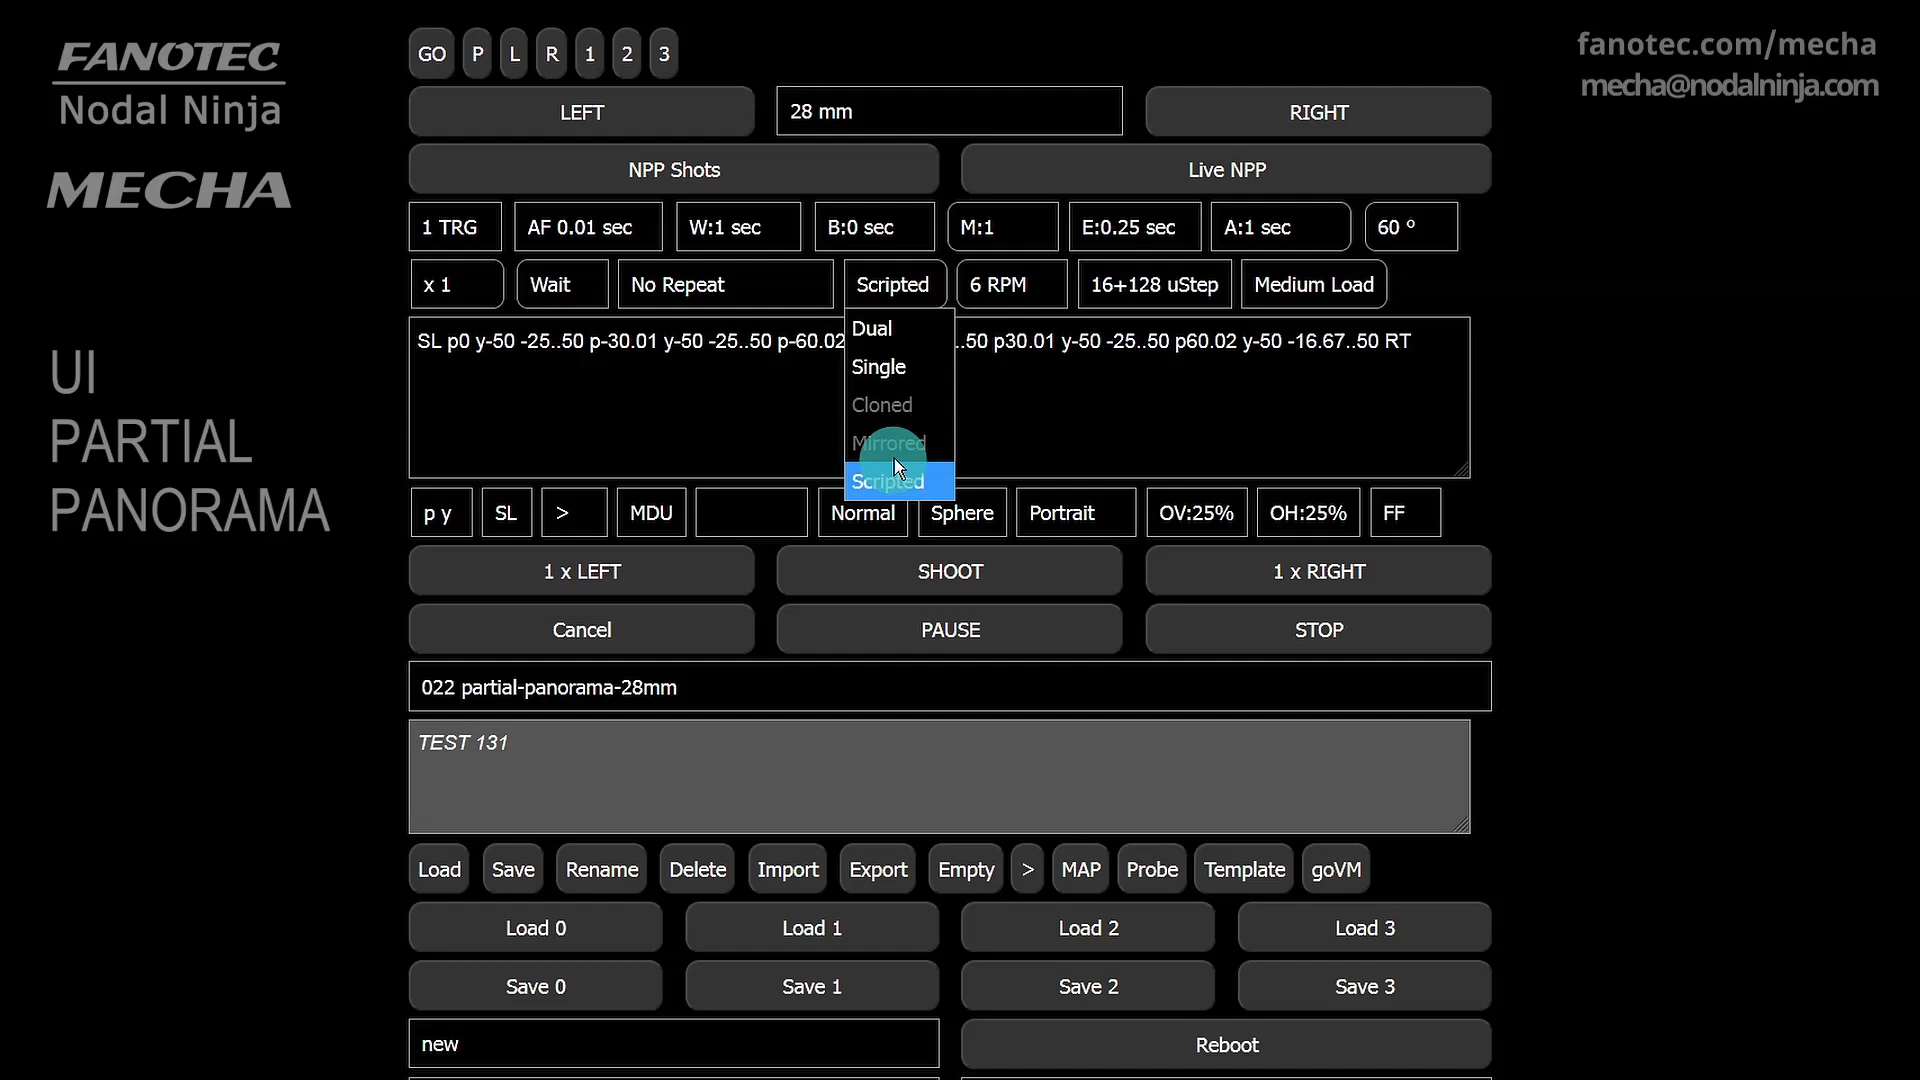 FANOTEC
Nodal Ninja
MECHA
UI
PARTIAL
PANORAMA
fanotec.com/mecha
mecha@nodalninja.com
GO P L R 1 2 3
LEFT 28 mm RIGHT
NPP Shots Live NPP
1 TRG AF 0.01 sec W:1 sec B:0 sec M:1 E:0.25 sec A:1 sec 60 º
x 1 Wait No Repeat Scripted 6 RPM 16+128 uStep Medium Load
SL p0 y-50 -25..50 p-30.01 y-50 -25..50 p-60.02 ..50 p30.01 y-50 -25..50 p60.02 y-50 -16.67..50 RT
Dual
Single
Cloned
Mirrored
Scripted
p y SL > MDU Normal Sphere Portrait OV:25% OH:25% FF
1 x LEFT SHOOT 1 x RIGHT
Cancel PAUSE STOP
022 partial-panorama-28mm
TEST 131
Load Save Rename Delete Import Export Empty > MAP Probe Template goVM
Load 0 Load 1 Load 2 Load 3
Save 0 Save 1 Save 2 Save 3
new Reboot